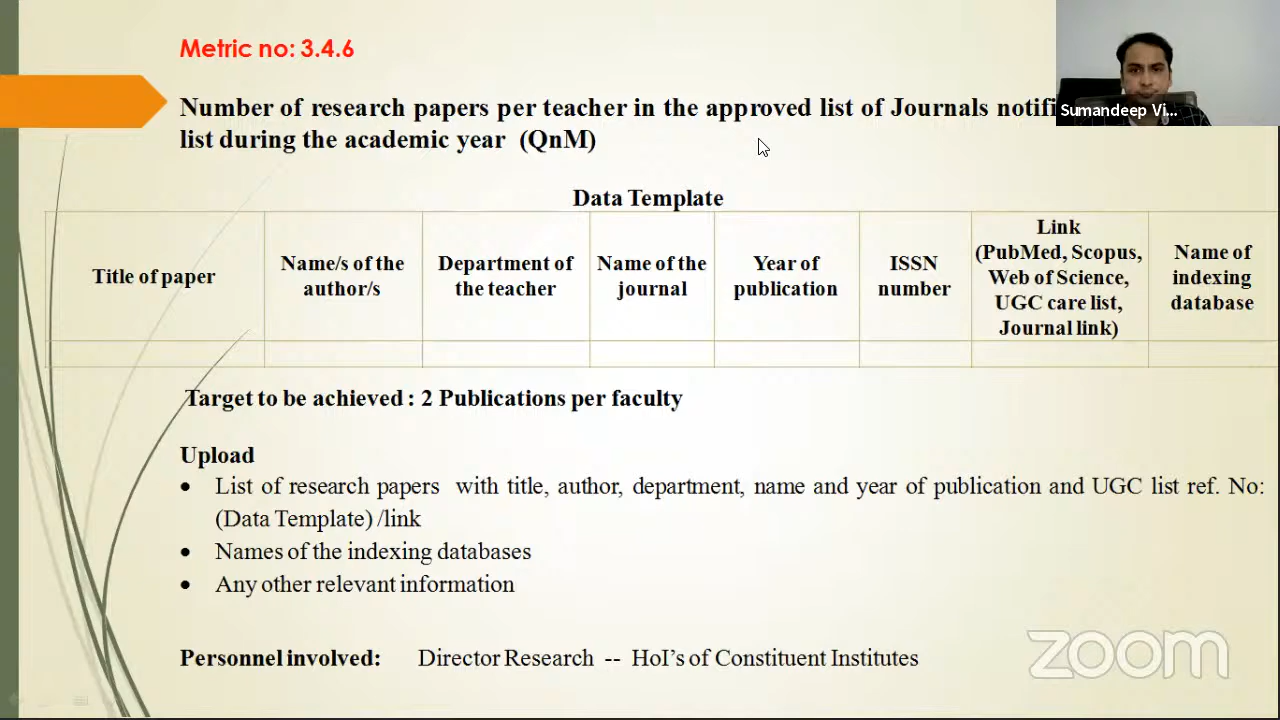 Metric no: 3.4.6
Sumandeep Vi...
Number of research papers per teacher in the approved list of Journals
list during the academic year (QnM)
Data Template
Title of paper
Name/s of the author/s
Department of the teacher
Name of the journal
Year of publication
ISSN number
Link (PubMed, Scopus, Web of Science, UGC care list, Journal link)
Name of indexing database
Target to be achieved : 2 Publications per faculty
Upload
• List of research papers with title, author, department, name and year of publication and UGC list ref. No:
(Data Template) /link
• Names of the indexing databases
• Any other relevant information
Personnel involved: Director Research -- HoI's of Constituent Institutes
zoom